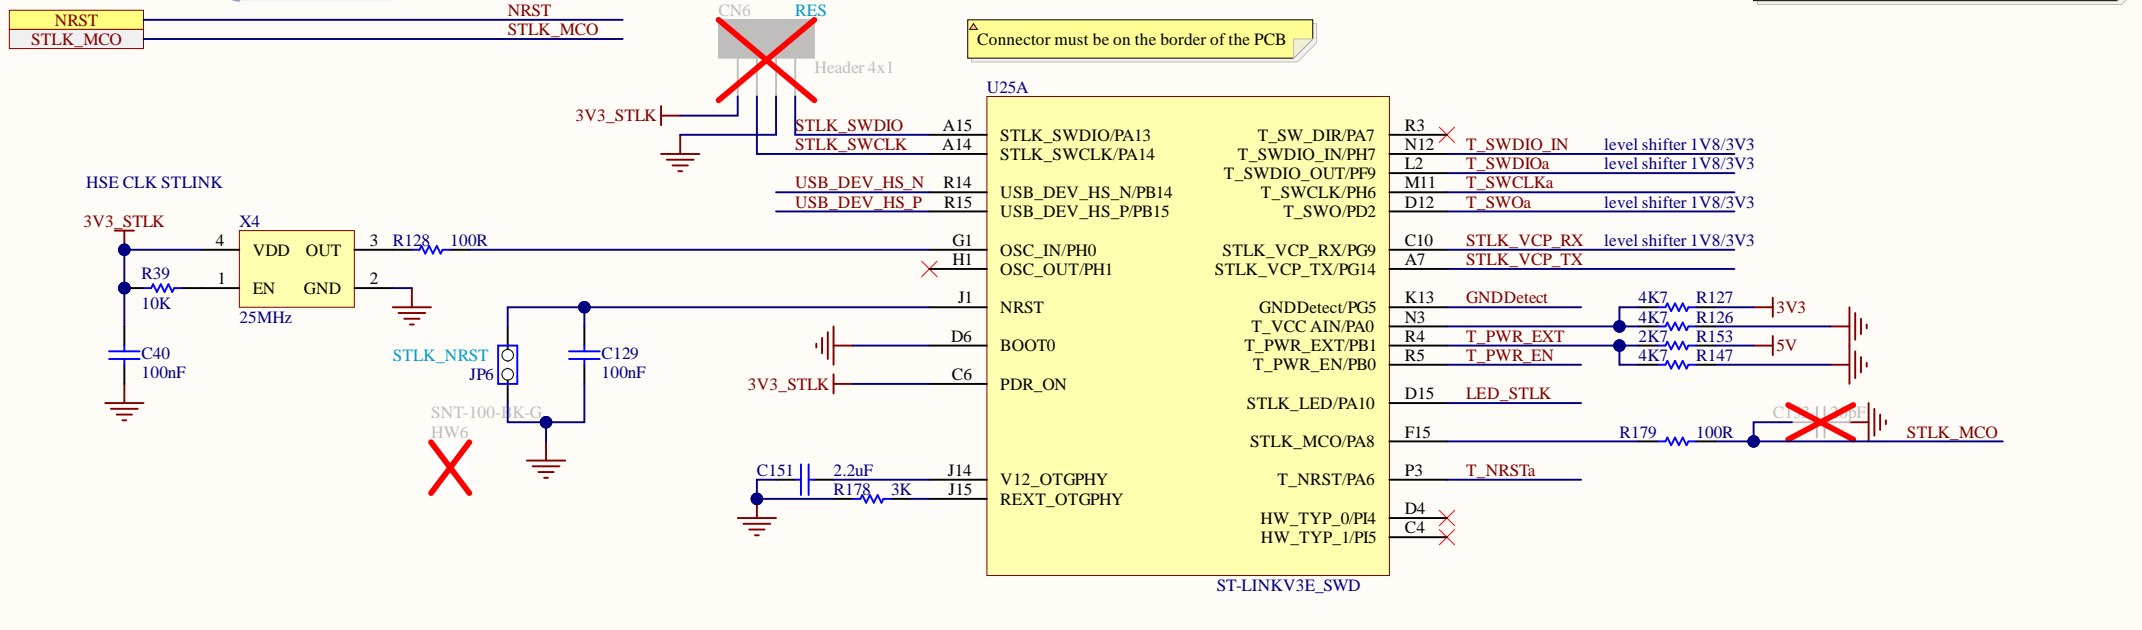 NRST
STLK_MCO
NRST
STLK_MCO
CN6
RES
Header 4x1
Connector must be on the border of the PCB
3V3_STLK
STLK_SWDIO
STLK_SWCLK
USB_DEV_HS_N
USB_DEV_HS_P
HSE CLK STLINK
3V3_STLK
X4
4
VDD
OUT
3
1
EN
GND
2
25MHz
R39
10K
C40
100nF
R128
100R
STLK_NRST
JP6
C129
100nF
SNT-100-BK-G
HW6
3V3_STLK
C151
2.2uF
R178
3K
U25A
A15
STLK_SWDIO/PA13
A14
STLK_SWCLK/PA14
R14
USB_DEV_HS_N/PB14
R15
USB_DEV_HS_P/PB15
G1
OSC_IN/PH0
H1
OSC_OUT/PH1
J1
NRST
D6
BOOT0
C6
PDR_ON
J14
V12_OTGPHY
J15
REXT_OTGPHY
T_SW_DIR/PA7
R3
T_SWDIO_IN/PH7
N12
T_SWDIO_IN
level shifter 1V8/3V3
T_SWDIO_OUT/PF9
L2
T_SWDIOa
level shifter 1V8/3V3
T_SWCLK/PH6
M11
T_SWCLKa
T_SWO/PD2
D12
T_SWOa
level shifter 1V8/3V3
STLK_VCP_RX/PG9
C10
STLK_VCP_RX
level shifter 1V8/3V3
STLK_VCP_TX/PG14
A7
STLK_VCP_TX
GNDDetect/PG5
K13
GNDDetect
4K7
R127
3V3
T_VCC AIN/PA0
N3
4K7
R126
T_PWR_EXT/PB1
R4
T_PWR_EXT
2K7
R153
5V
T_PWR_EN/PB0
R5
T_PWR_EN
4K7
R147
STLK_LED/PA10
D15
LED_STLK
STLK_MCO/PA8
F15
R179
100R
STLK_MCO
T_NRST/PA6
P3
T_NRSTa
HW_TYP_0/PI4
D4
HW_TYP_1/PI5
C4
ST-LINKV3E_SWD